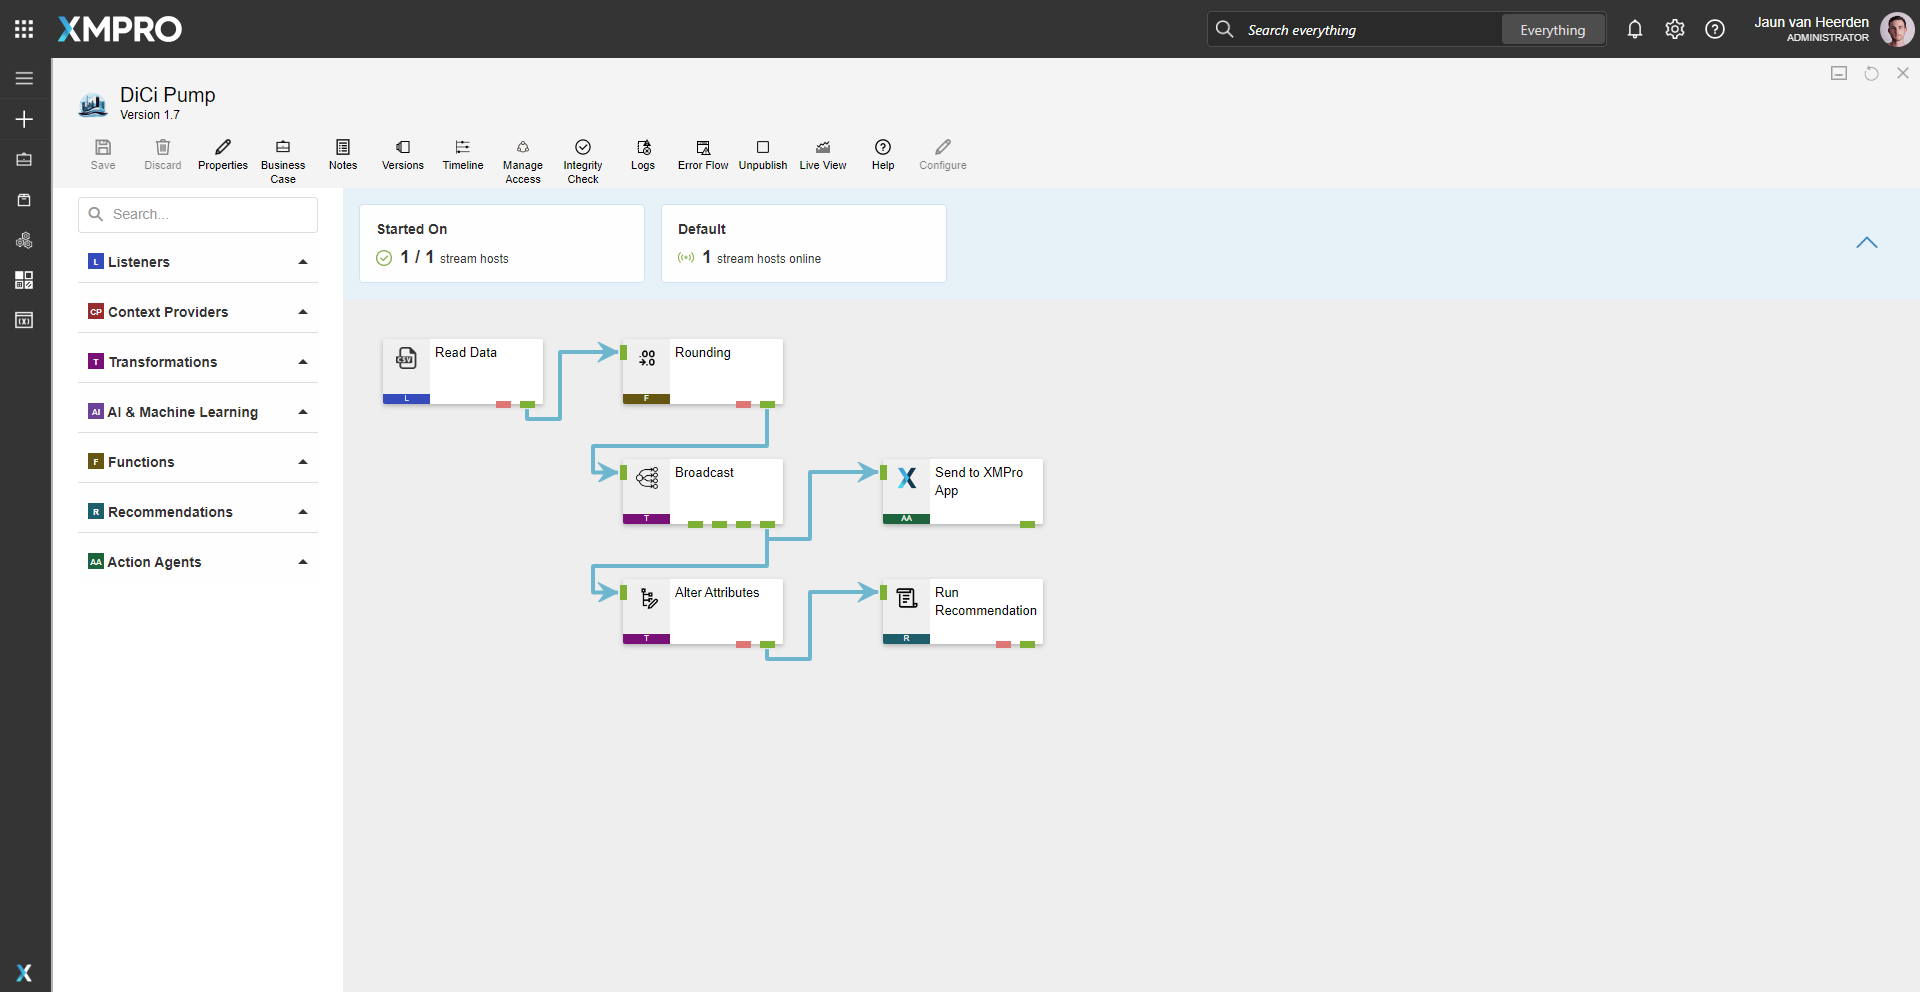 XMPRO
Search everything
Everything
Jaun van Heerden
ADMINISTRATOR
DiCi Pump
Version 1.7
Save
Discard
Properties
Business
Case
Notes
Versions
Timeline
Manage
Access
Integrity
Check
Logs
Error Flow
Unpublish
Live View
Help
Configure
Search...
L Listeners
CP Context Providers
T Transformations
AI AI & Machine Learning
F Functions
R Recommendations
AA Action Agents
Started On
1 / 1 stream hosts
Default
1 stream hosts online
CSV
Read Data
L
.00
.0
Rounding
F
Broadcast
T
Send to XMPro
App
AA
Alter Attributes
T
Run
Recommendation
R